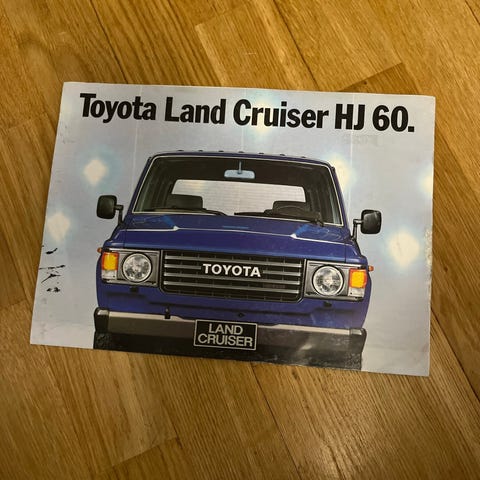 Toyota Land Cruiser HJ 60.
TOYOTA
LAND
CRUISER